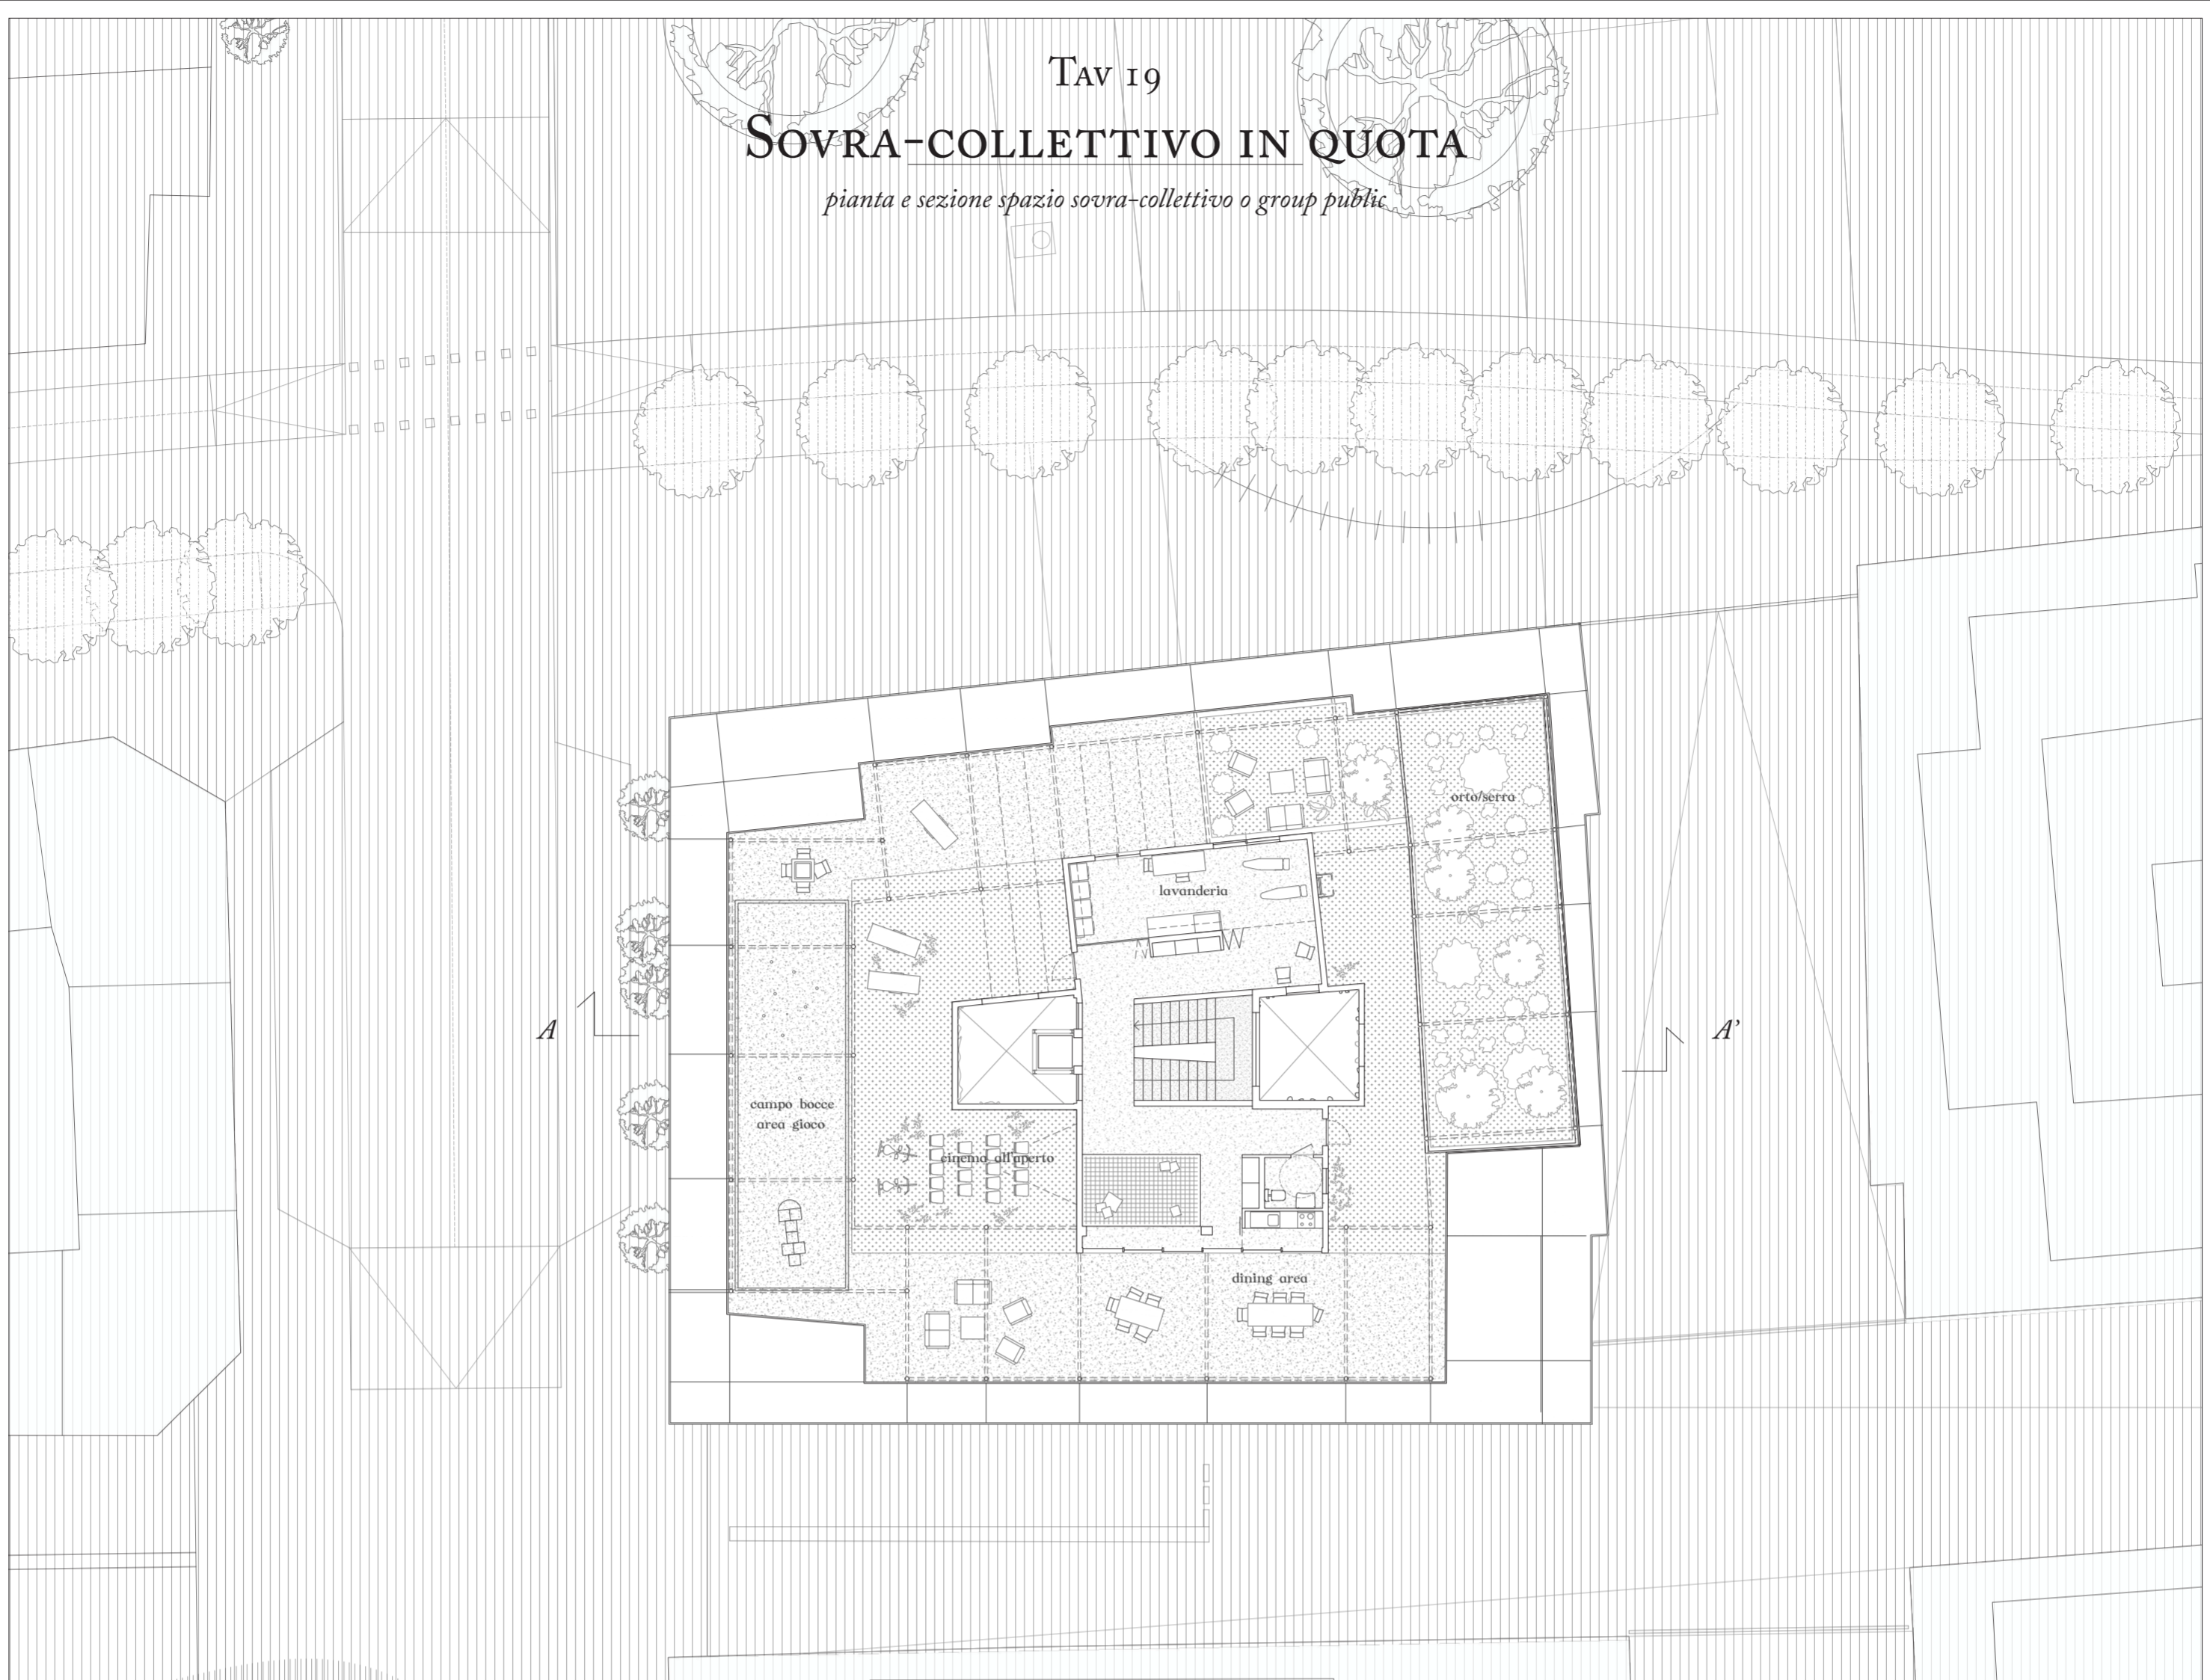 Tav 19
Sovra-collettivo in quota
pianta e sezione spazio sovra-collettivo o group public
orto/serra
lavanderia
A
A’
campo bocce
area gioco
cinema all'aperto
dining area